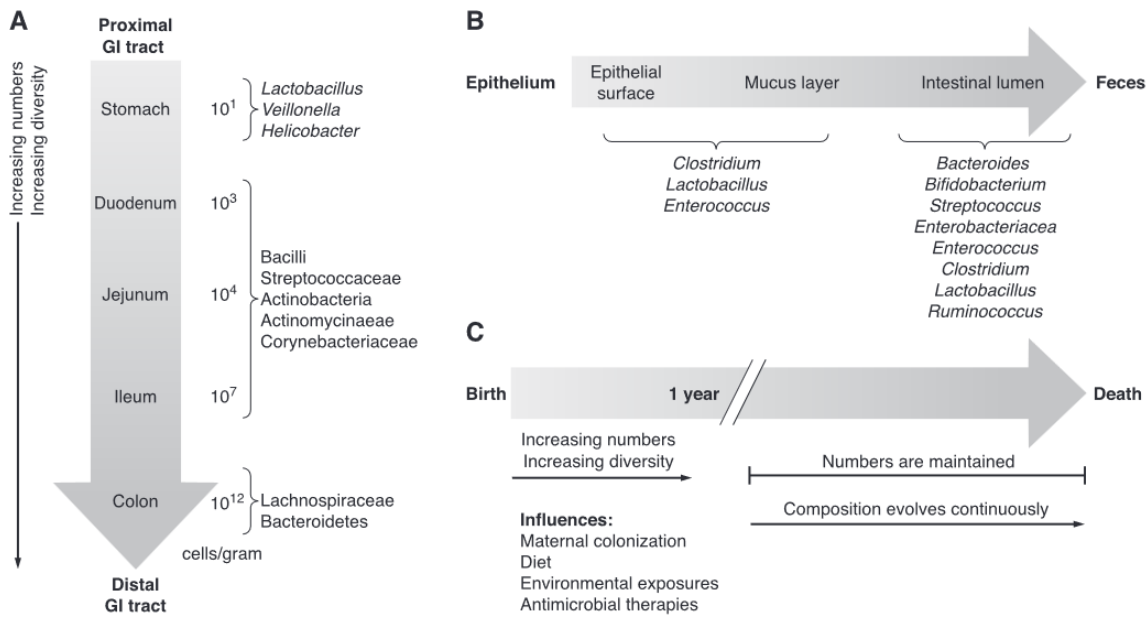 A
Proximal
GI tract
Increasing numbers
Increasing diversity
Stomach
10¹
Lactobacillus
Veillonella
Helicobacter
Duodenum
10³
Jejunum
10⁴
Ileum
10⁷
Bacilli
Streptococcaceae
Actinobacteria
Actinomycinaeae
Corynebacteriaceae
Colon
10¹²
Lachnospiraceae
Bacteroidetes
cells/gram
Distal
GI tract
B
Epithelium
Epithelial
surface
Mucus layer
Intestinal lumen
Feces
Clostridium
Lactobacillus
Enterococcus
Bacteroides
Bifidobacterium
Streptococcus
Enterobacteriacea
Enterococcus
Clostridium
Lactobacillus
Ruminococcus
C
Birth
1 year
Death
Increasing numbers
Increasing diversity
Numbers are maintained
Composition evolves continuously
Influences:
Maternal colonization
Diet
Environmental exposures
Antimicrobial therapies